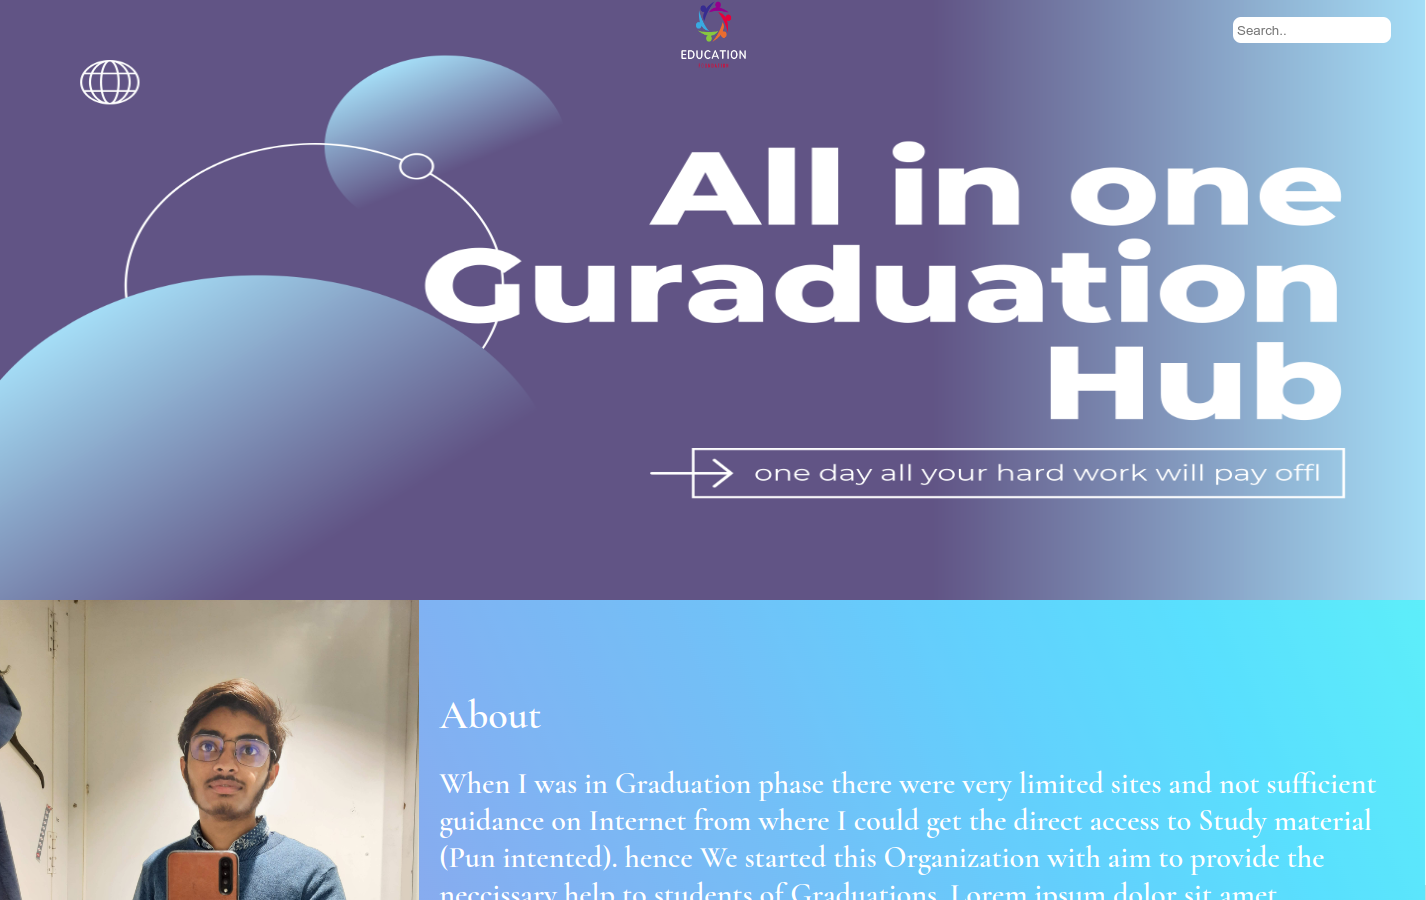 EDUCATION
Search..
All in one
Guraduation
Hub
one day all your hard work will pay off!
About
When I was in Graduation phase there were very limited sites and not sufficient
guidance on Internet from where I could get the direct access to Study material
(Pun intented). hence We started this Organization with aim to provide the
neccissary help to students of Graduations. Lorem ipsum dolor sit amet